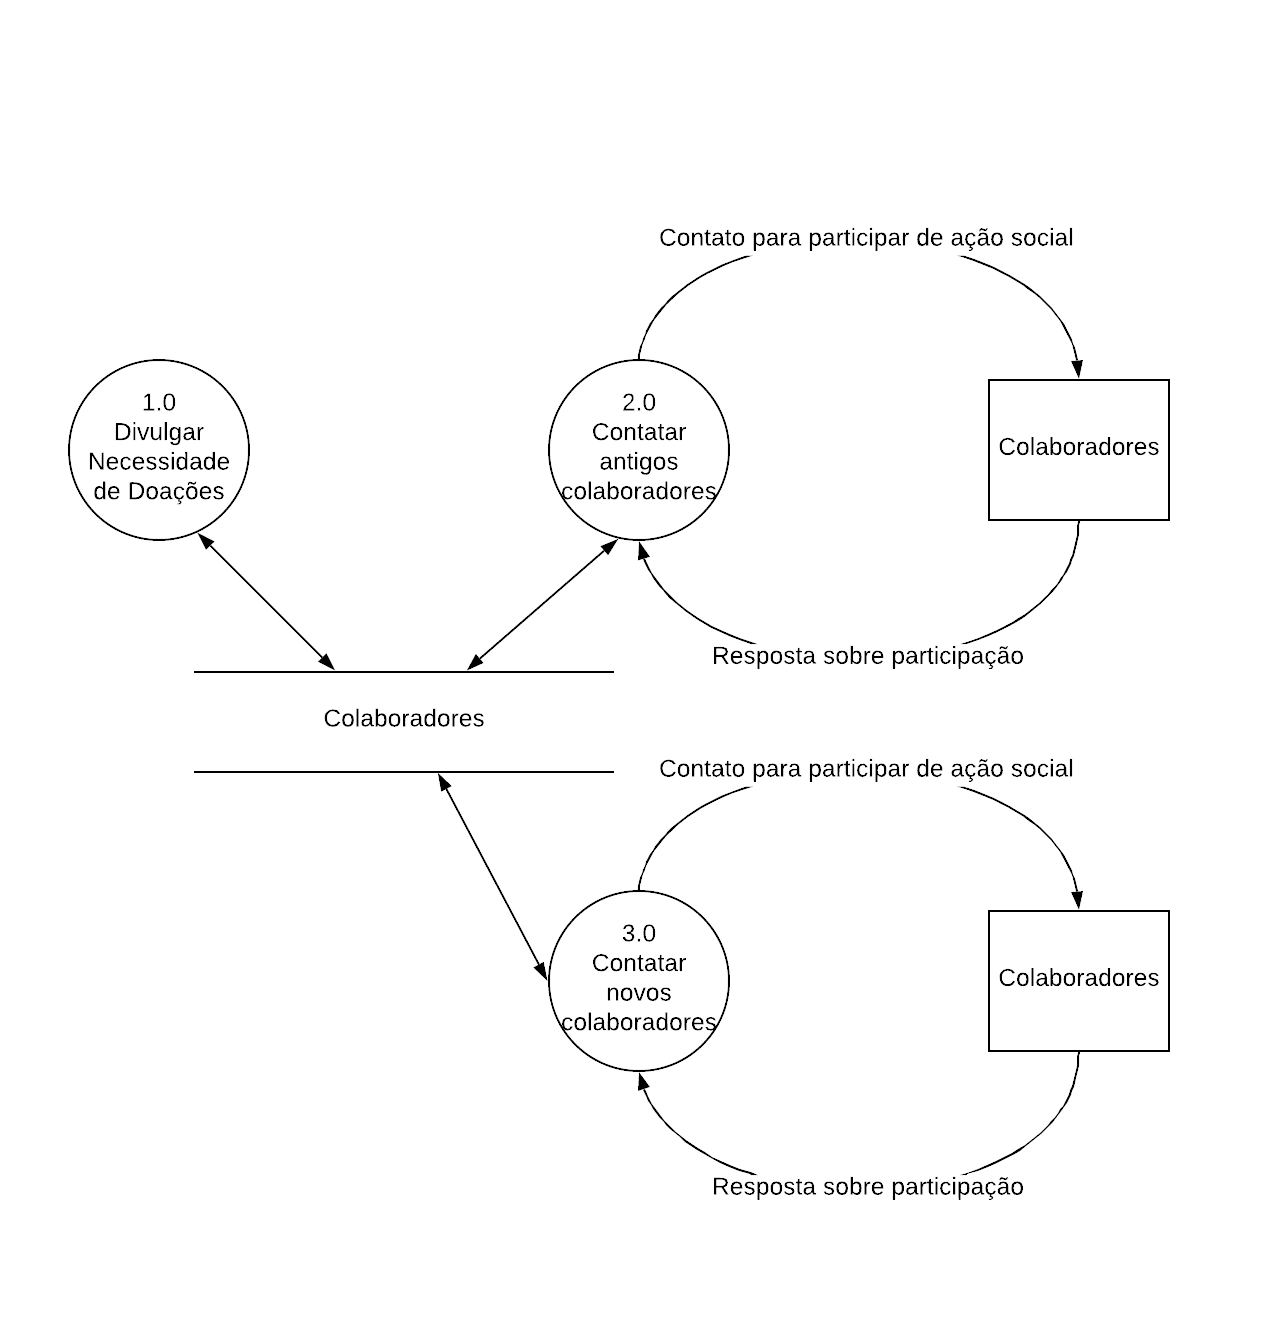 Contato para participar de ação social
1.0
Divulgar
Necessidade
de Doações
2.0
Contatar
antigos
colaboradores
Colaboradores
Resposta sobre participação
Colaboradores
Contato para participar de ação social
3.0
Contatar
novos
colaboradores
Colaboradores
Resposta sobre participação